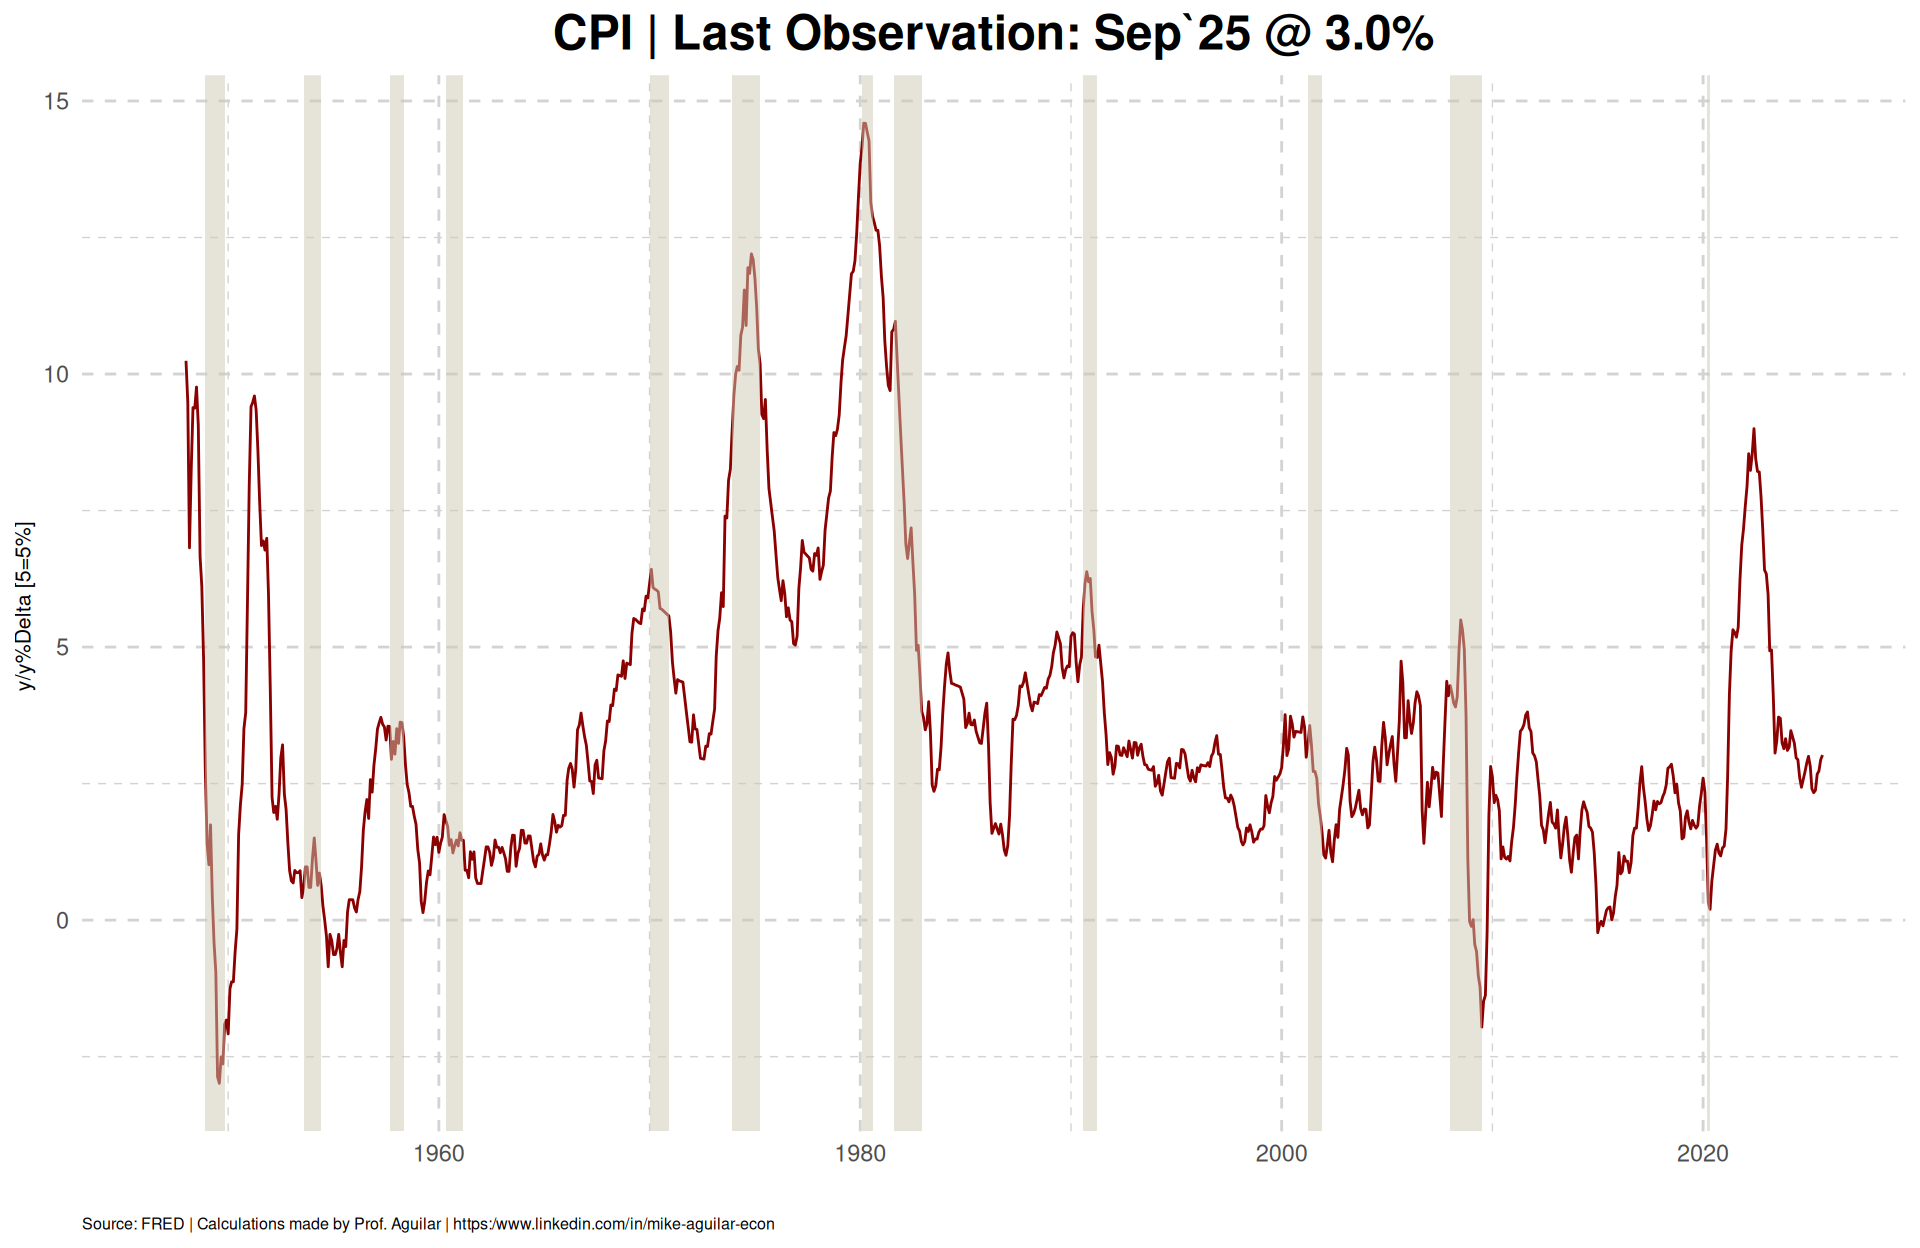 CPI | Last Observation: Sep`25 @ 3.0%
15
10
5
0
y/y%Delta [5=5%]
1960
1980
2000
2020
Source: FRED | Calculations made by Prof. Aguilar | https:/www.linkedin.com/in/mike-aguilar-econ